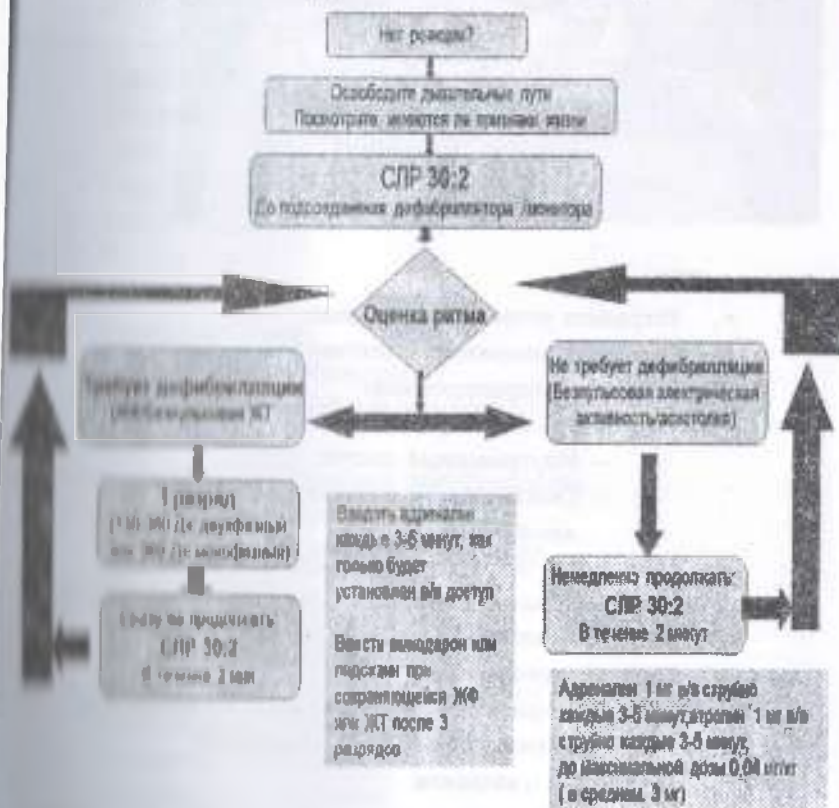 Нет реакции?
Освободите дыхательные пути
Посмотрите, имеются ли признаки жизни
СЛР 30:2
До подсоединения дефибриллятора /монитора
Оценка ритма
Требует дефибрилляции
ЖТ
1
двухфазный
СЛР 30:2
Вводить адреналин
каждые 3-5 минут, как
только будет
установлен в/в доступ
Ввести
или
при
сохраняющейся ЖФ
или ЖТ после 3
разрядов
Не требует дефибрилляции
(Безпульсовая электрическая
активность/асистолия)
Немедленно продолжать:
СЛР 30:2
В течение 2 минут
Адреналин 1 мг в/в струйно
каждые 3-5 минут, атропин 1 мг в/в
струйно каждые 3-5 минут,
до максимальной дозы 0,04 мг/кг
( в среднем, 3 мг)